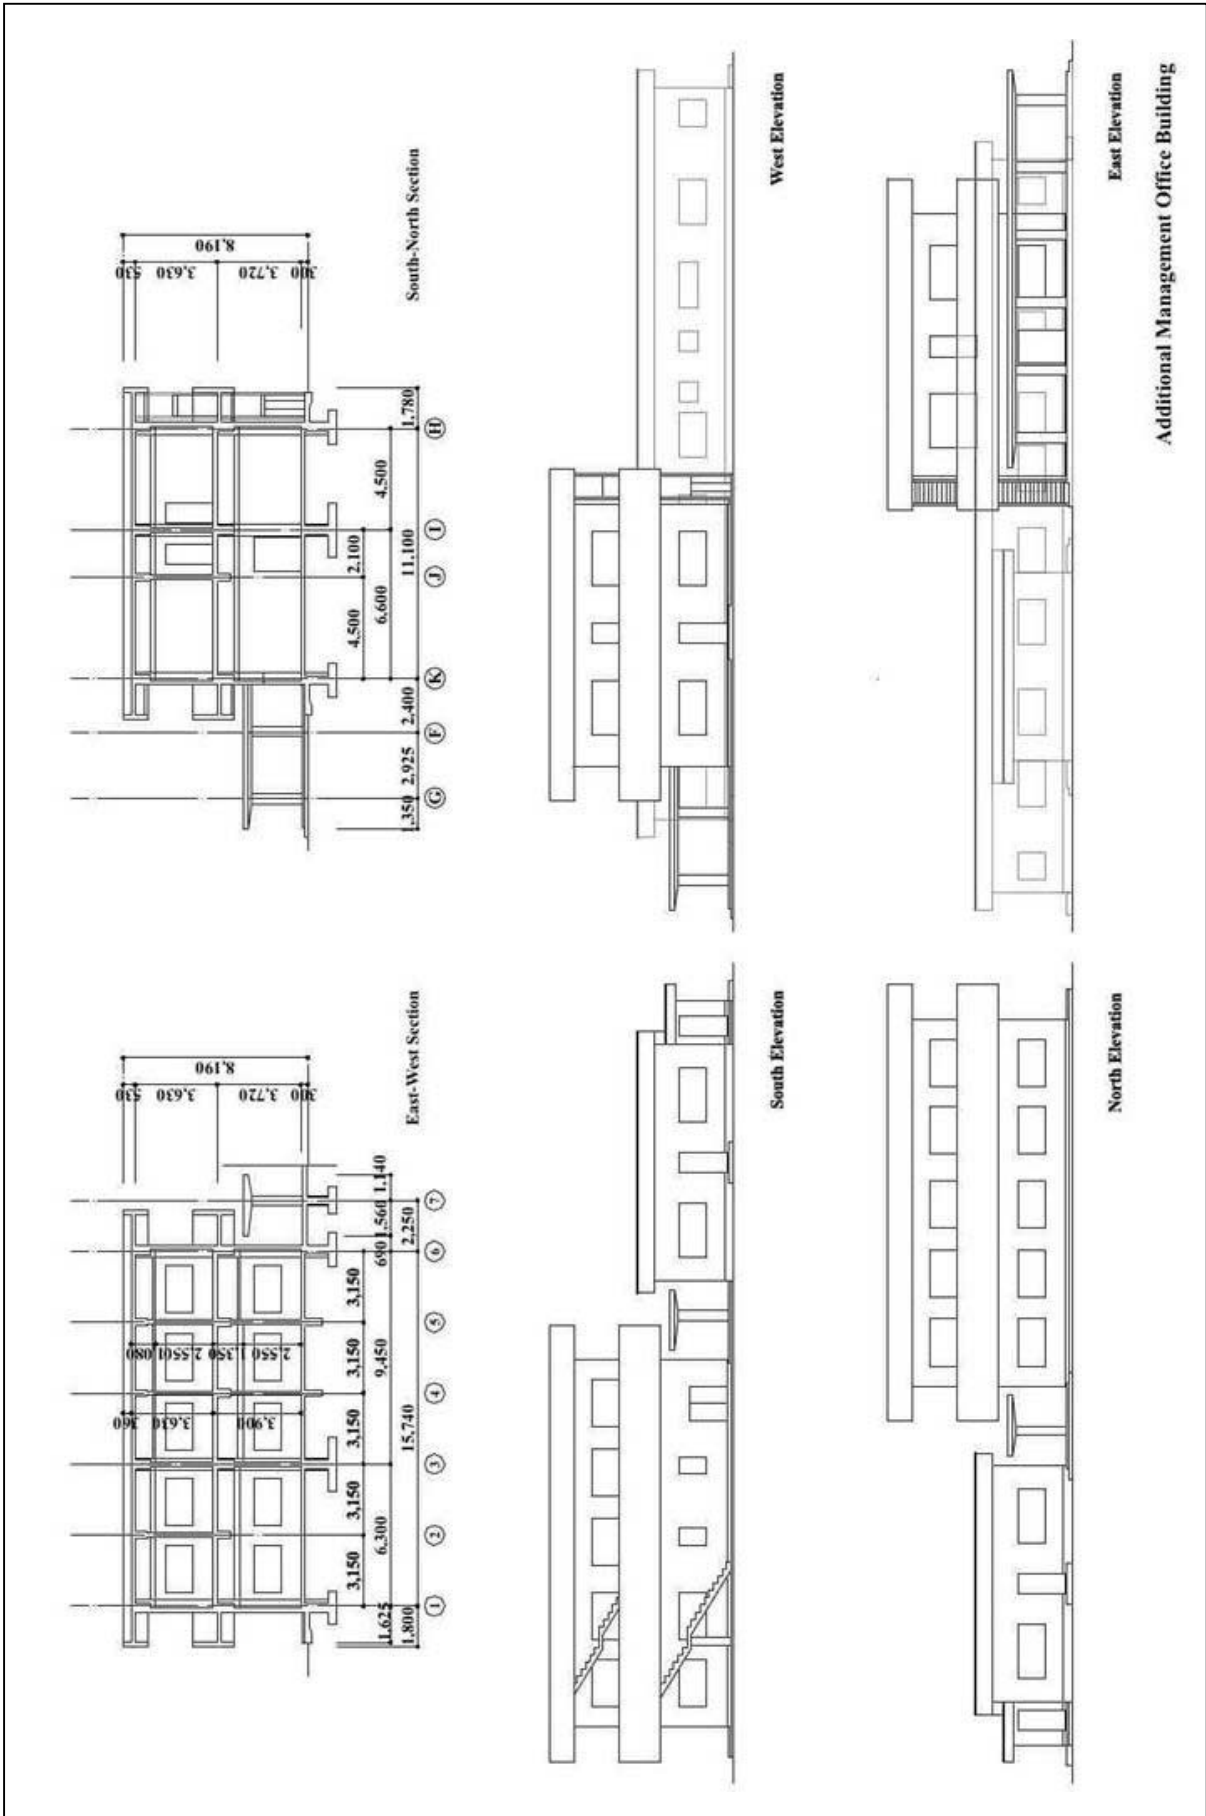 360 3,630 3,900
1,080 2,550 1,350 2,550
530 3,630 3,720 300
8,190
3,150 3,150 3,150 3,150 3,150
1,625 6,300 9,450 690 1,560 1,140
1,800 15,740 2,250
1 2 3 4 5 6 7
East-West Section
530 3,630 3,720 300
8,190
4,500 2,100
6,600 4,500
1,350 2,925 2,400 11,100 1,780
G F K J I H
South-North Section
South Elevation
West Elevation
North Elevation
East Elevation
Additional Management Office Building